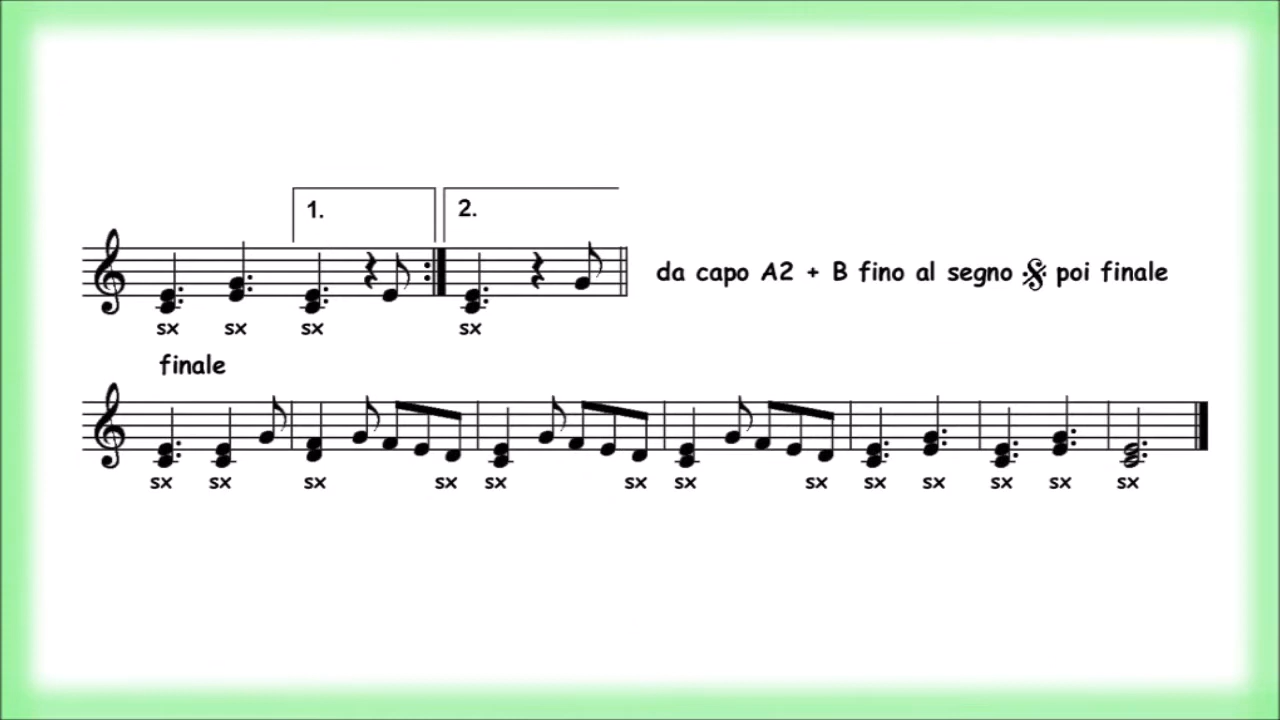 1. 2.
da capo A2 + B fino al segno 𝄋 poi finale
sx sx sx sx
finale
sx sx sx sx sx sx sx sx sx sx sx sx sx